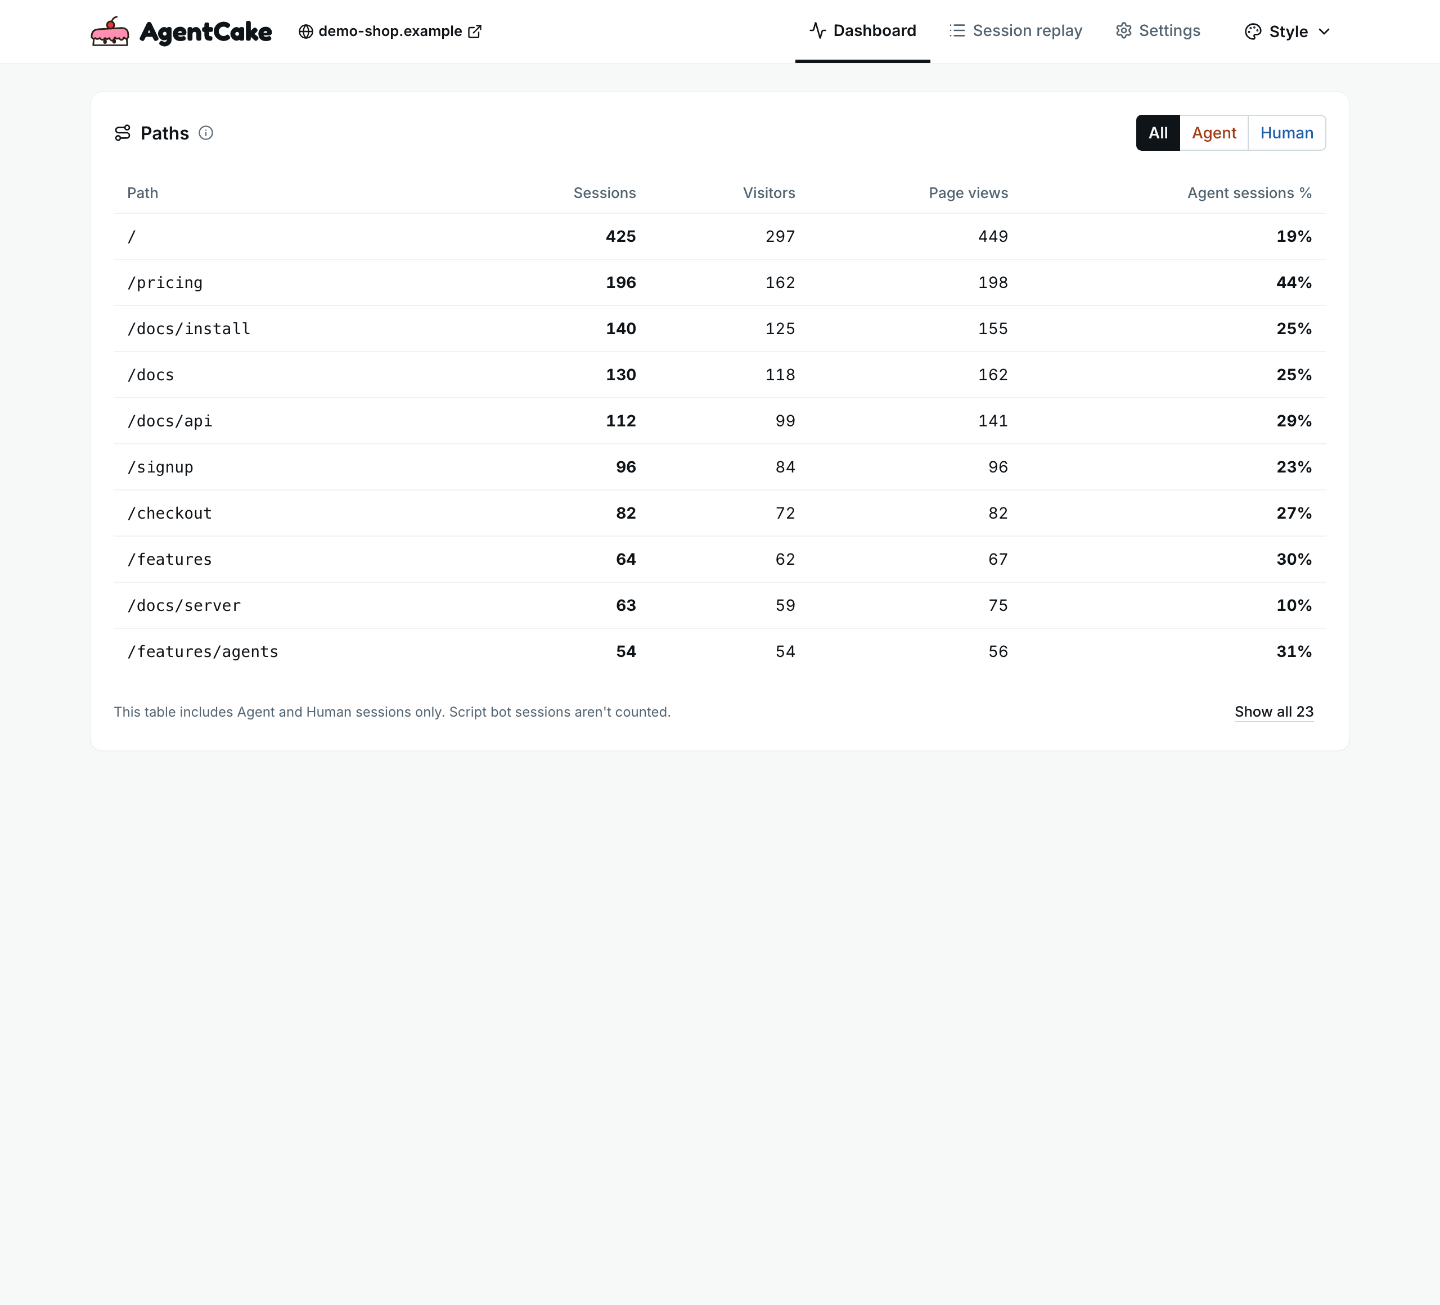 AgentCake demo-shop.example Dashboard Session replay Settings Style
Paths All Agent Human
Path Sessions Visitors Page views Agent sessions %
/ 425 297 449 19%
/pricing 196 162 198 44%
/docs/install 140 125 155 25%
/docs 130 118 162 25%
/docs/api 112 99 141 29%
/signup 96 84 96 23%
/checkout 82 72 82 27%
/features 64 62 67 30%
/docs/server 63 59 75 10%
/features/agents 54 54 56 31%
This table includes Agent and Human sessions only. Script bot sessions aren't counted. Show all 23